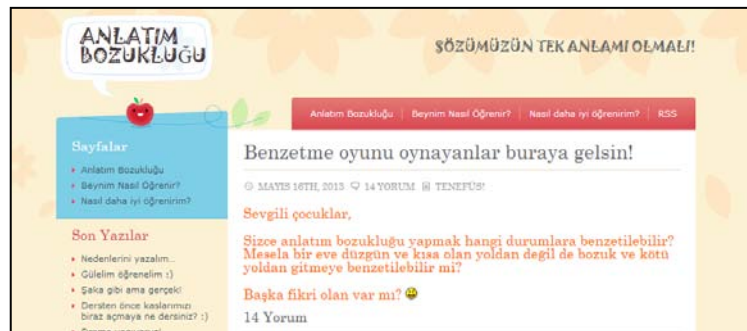 ANLATIM
BOZUKLUĞU
SÖZÜMÜZÜN TEK ANLAMI OLMALI!
Anlatım Bozukluğu | Beynim Nasıl Öğrenir? | Nasıl daha iyi öğrenirim? | RSS
Sayfalar
Anlatım Bozukluğu
Beynim Nasıl Öğrenir?
Nasıl daha iyi öğrenirim?
Son Yazılar
Nedenlerini yazalım..
Gülelim öğrenelim :)
Şaka gibi ama gerçek!
Dersten önce kaslarımızı
biraz açmaya ne dersiniz? :)
Benzetme oyunu oynayanlar buraya gelsin!
MAYIS 16TH, 2013 14 YORUM TENEFÜS!
Sevgili çocuklar,
Sizce anlatım bozukluğu yapmak hangi durumlara benzetilebilir?
Mesela bir eve düzgün ve kısa olan yoldan değil de bozuk ve kötü
yoldan gitmeye benzetilebilir mi?
Başka fikri olan var mı?
14 Yorum